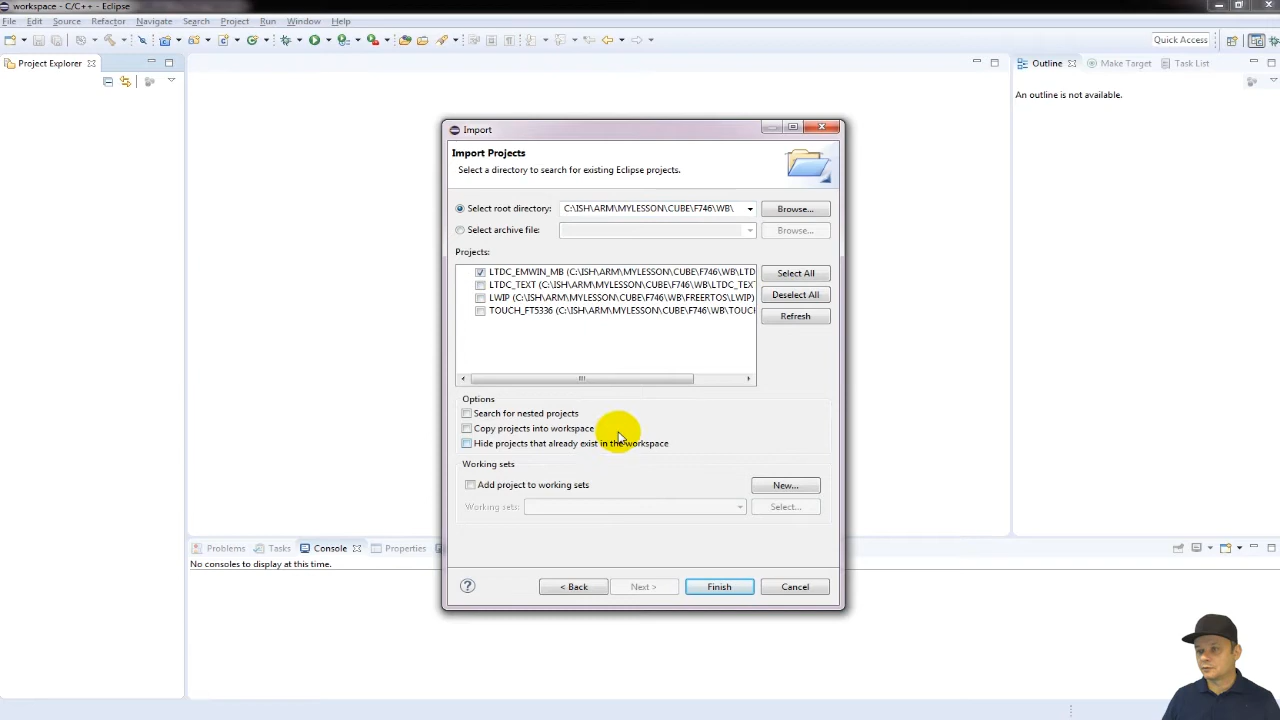 workspace - C/C++ - Eclipse
File Edit Source Refactor Navigate Search Project Run Window Help
Quick Access
Project Explorer
Outline Make Target Task List
An outline is not available.
Import
Import Projects
Select a directory to search for existing Eclipse projects.
Select root directory: C:\ISH\ARM\MYLESSON\CUBE\F746\WB\ Browse...
Select archive file: Browse...
Projects:
LTDC_EMWIN_MB (C:\ISH\ARM\MYLESSON\CUBE\F746\WB\LTD Select All
LTDC_TEXT (C:\ISH\ARM\MYLESSON\CUBE\F746\WB\LTDC_TEX
LWIP (C:\ISH\ARM\MYLESSON\CUBE\F746\WB\FREERTOS\LWIP) Deselect All
TOUCH_FT5336 (C:\ISH\ARM\MYLESSON\CUBE\F746\WB\TOUCH Refresh
Options
Search for nested projects
Copy projects into workspace
Hide projects that already exist in the workspace
Working sets
Add project to working sets New...
Working sets: Select...
Problems Tasks Console Properties
No consoles to display at this time.
? < Back Next > Finish Cancel